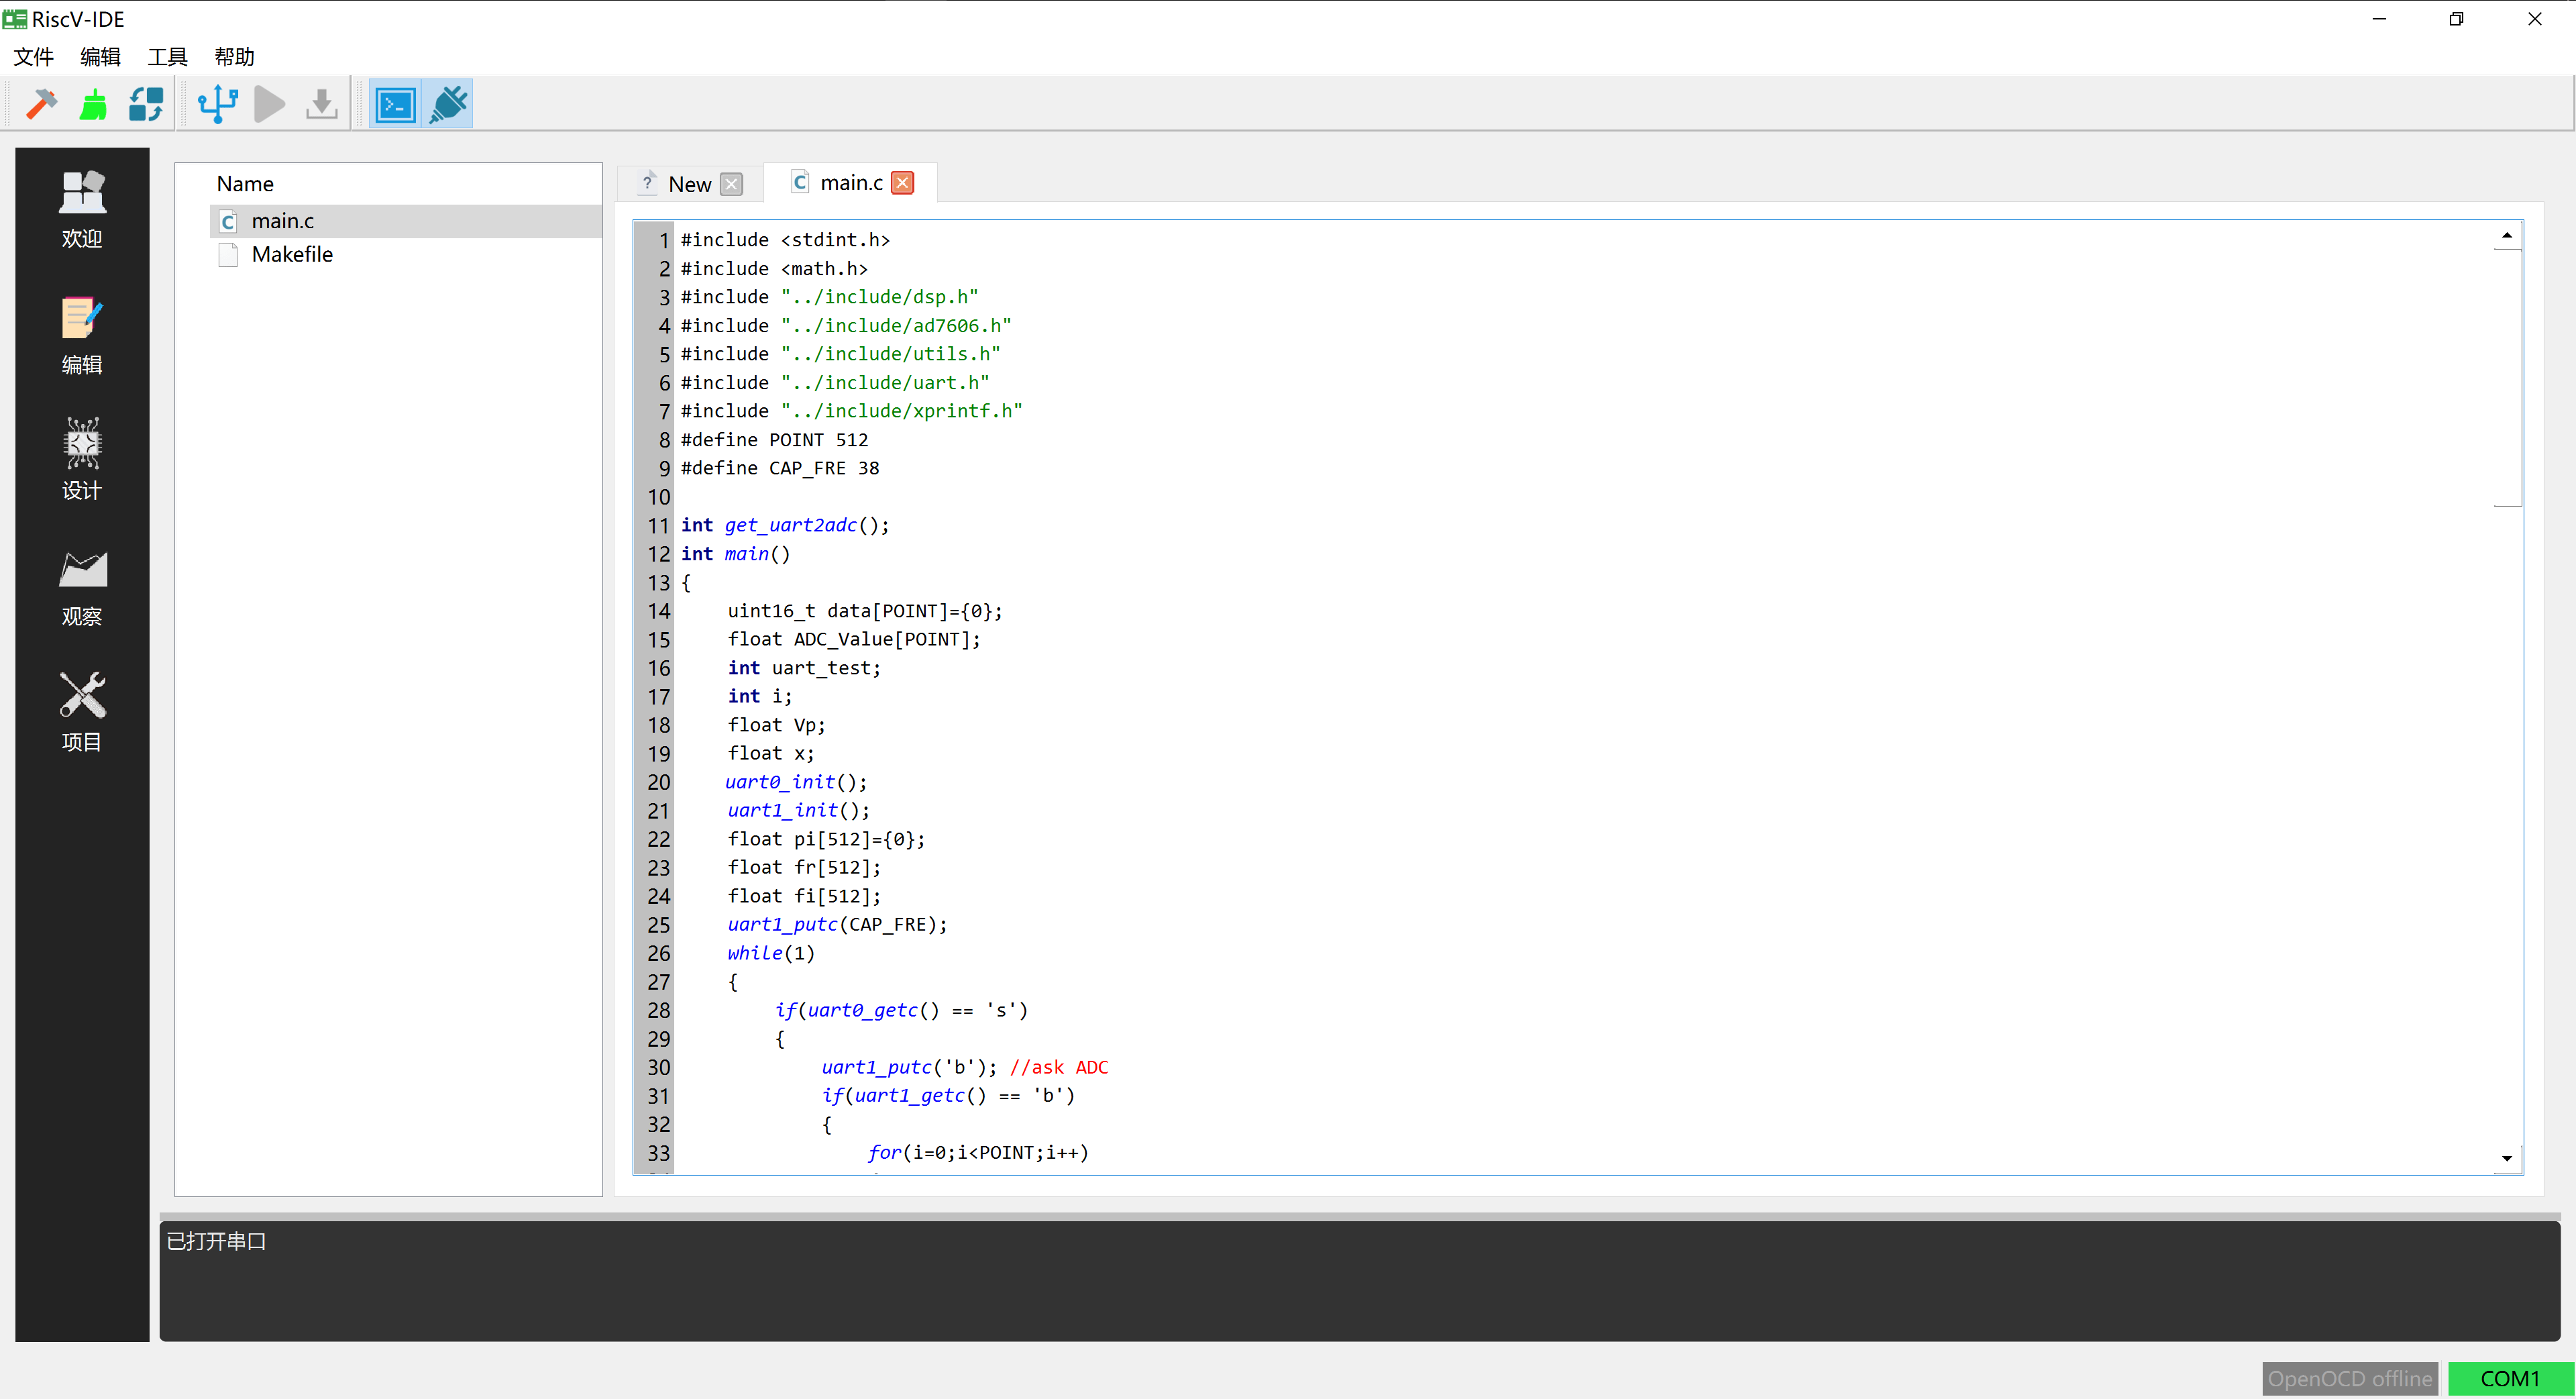 RiscV-IDE
文件 编辑 工具 帮助
欢迎
编辑
设计
观察
项目
Name
main.c
Makefile
New
main.c
1 #include <stdint.h>
2 #include <math.h>
3 #include "../include/dsp.h"
4 #include "../include/ad7606.h"
5 #include "../include/utils.h"
6 #include "../include/uart.h"
7 #include "../include/xprintf.h"
8 #define POINT 512
9 #define CAP_FRE 38
10
11 int get_uart2adc();
12 int main()
13 {
14 uint16_t data[POINT]={0};
15 float ADC_Value[POINT];
16 int uart_test;
17 int i;
18 float Vp;
19 float x;
20 uart0_init();
21 uart1_init();
22 float pi[512]={0};
23 float fr[512];
24 float fi[512];
25 uart1_putc(CAP_FRE);
26 while(1)
27 {
28 if(uart0_getc() == 's')
29 {
30 uart1_putc('b'); //ask ADC
31 if(uart1_getc() == 'b')
32 {
33 for(i=0;i<POINT;i++)
已打开串口
OpenOCD offline
COM1